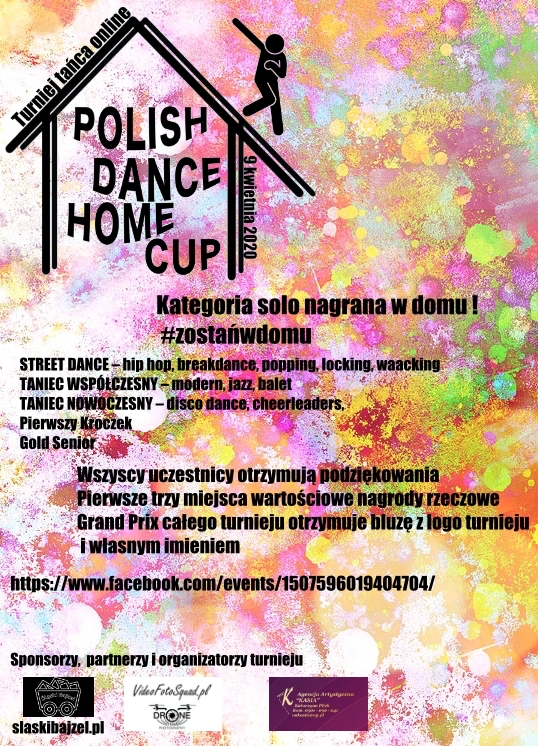 Turniej tańca online
POLISH
DANCE
HOME
CUP
9 kwietnia 2020
Kategoria solo nagrana w domu !
#zostańwdomu
STREET DANCE – hip hop, breakdance, popping, locking, waacking
TANIEC WSPÓŁCZESNY – modern, jazz, balet
TANIEC NOWOCZESNY – disco dance, cheerleaders,
Pierwszy Kroczek
Gold Senior
Wszyscy uczestnicy otrzymują podziękowania
Pierwsze trzy miejsca wartościowe nagrody rzeczowe
Grand Prix całego turnieju otrzymuje bluzę z logo turnieju
i własnym imieniem
https://www.facebook.com/events/1507596019404704/
Sponsorzy, partnerzy i organizatorzy turnieju
VideoFotoSquad.pl
DRONE
K Agencja Artystyczna
"KASIA"
slaskibajzel.pl